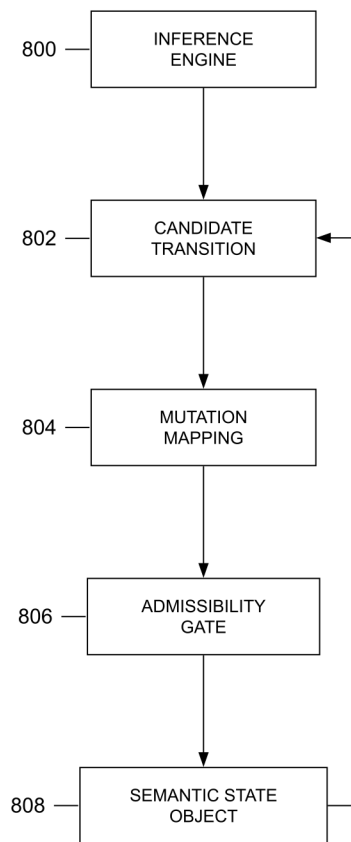 800
INFERENCE
ENGINE
802
CANDIDATE
TRANSITION
804
MUTATION
MAPPING
806
ADMISSIBILITY
GATE
808
SEMANTIC STATE
OBJECT